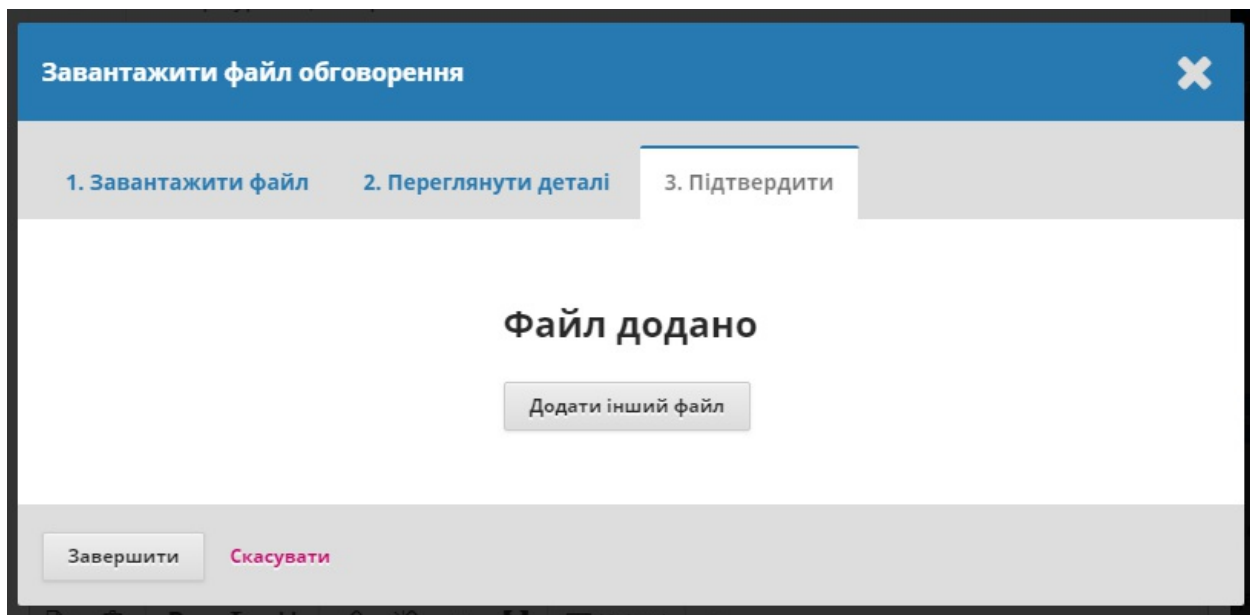 Завантажити файл обговорення
1. Завантажити файл 2. Переглянути деталі 3. Підтвердити
Файл додано
Додати інший файл
Завершити Скасувати